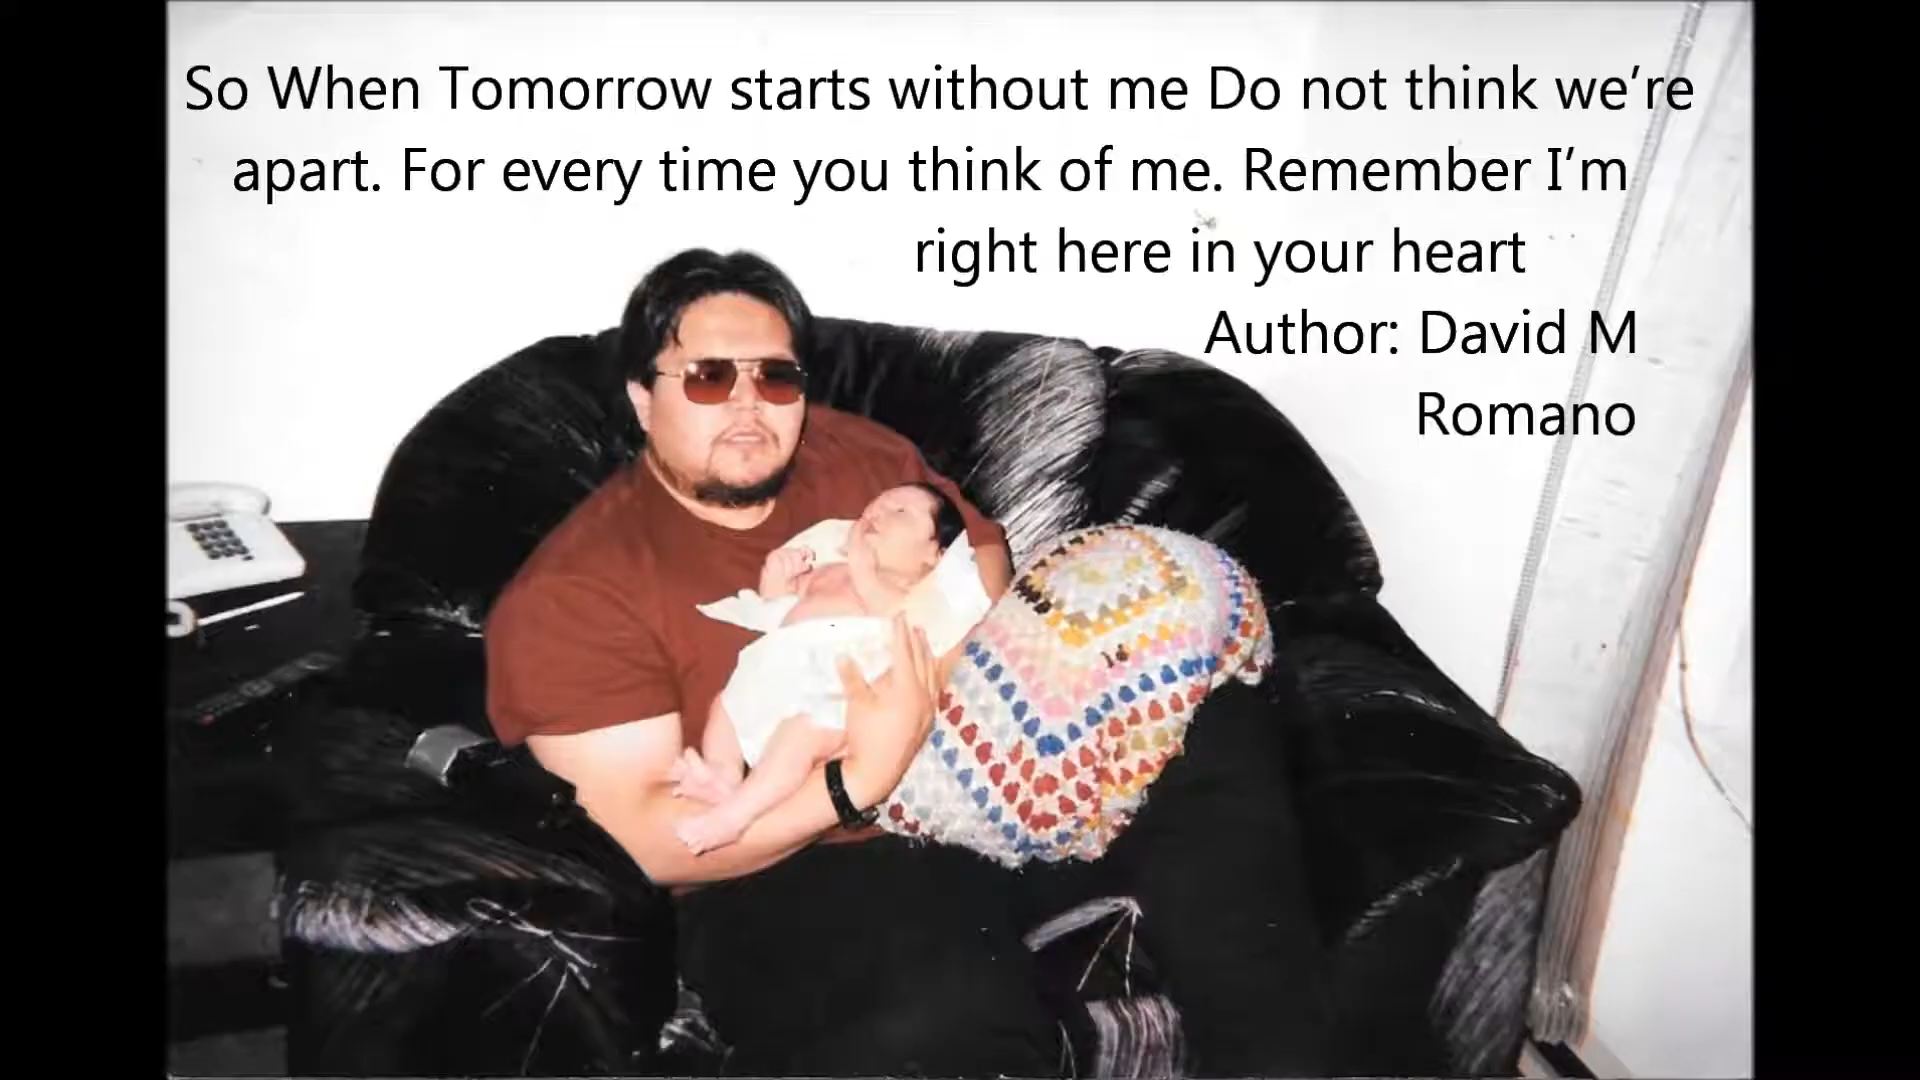 So When Tomorrow starts without me Do not think we’re
apart. For every time you think of me. Remember I’m
right here in your heart
Author: David M
Romano